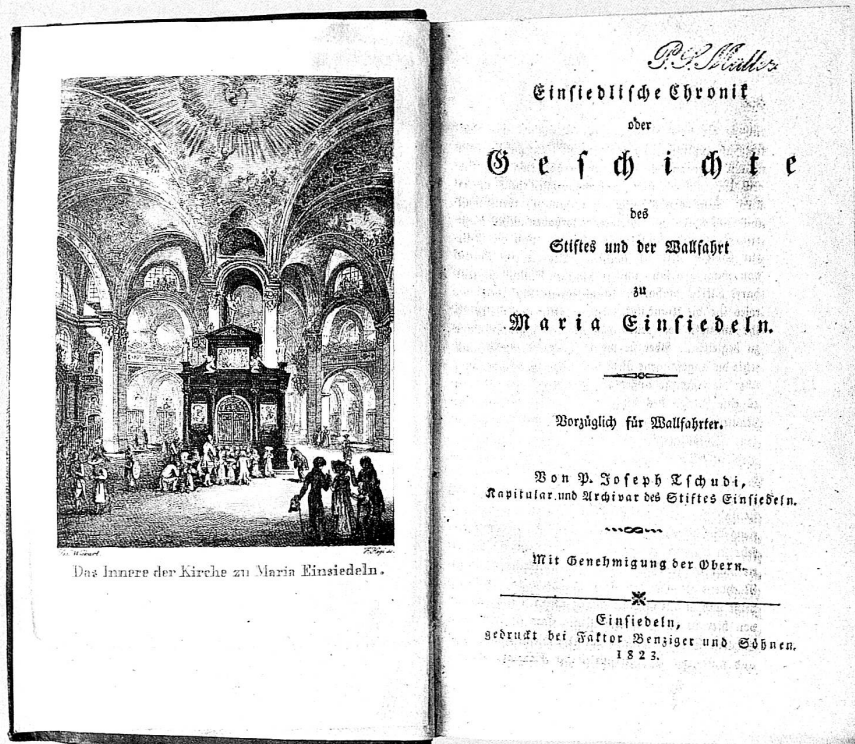 Das Innere der Kirche zu Maria Einsiedeln.
P. S. Müller
Einsiedlische Chronik
oder
Geschichte
des
Stiftes und der Wallfahrt
zu
Maria Einsiedeln.
Vorzüglich für Wallfahrter.
Von P. Joseph Tschudi,
Kapitular und Archivar des Stiftes Einsiedeln.
Mit Genehmigung der Obern.
Einsiedeln,
gedruckt bei Faktor Benziger und Söhnen.
1823.